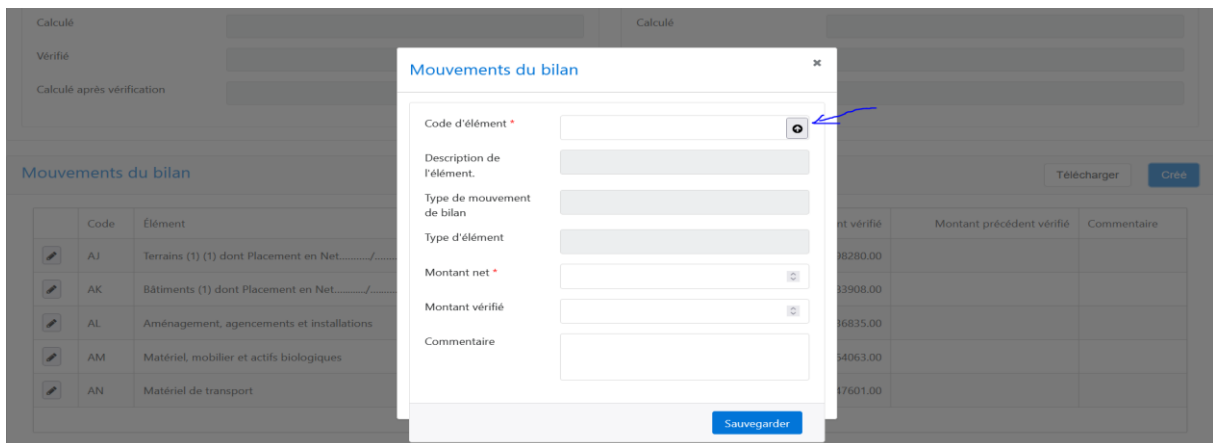 Calculé
Calculé
Vérifié
Calculé après vérification
Mouvements du bilan
Code d'élément *
Description de
l'élément.
Type de mouvement
de bilan
Type d'élément
Montant net *
Montant vérifié
Commentaire
Sauvegarder
Mouvements du bilan
Télécharger
Créé
Code Élément nt vérifié Montant précédent vérifié Commentaire
AJ Terrains (1) (1) dont Placement en Net........../......... 98280.00
AK Bâtiments (1) dont Placement en Net........../......... 33908.00
AL Aménagement, agencements et installations 36835.00
AM Matériel, mobilier et actifs biologiques 54063.00
AN Matériel de transport 47601.00